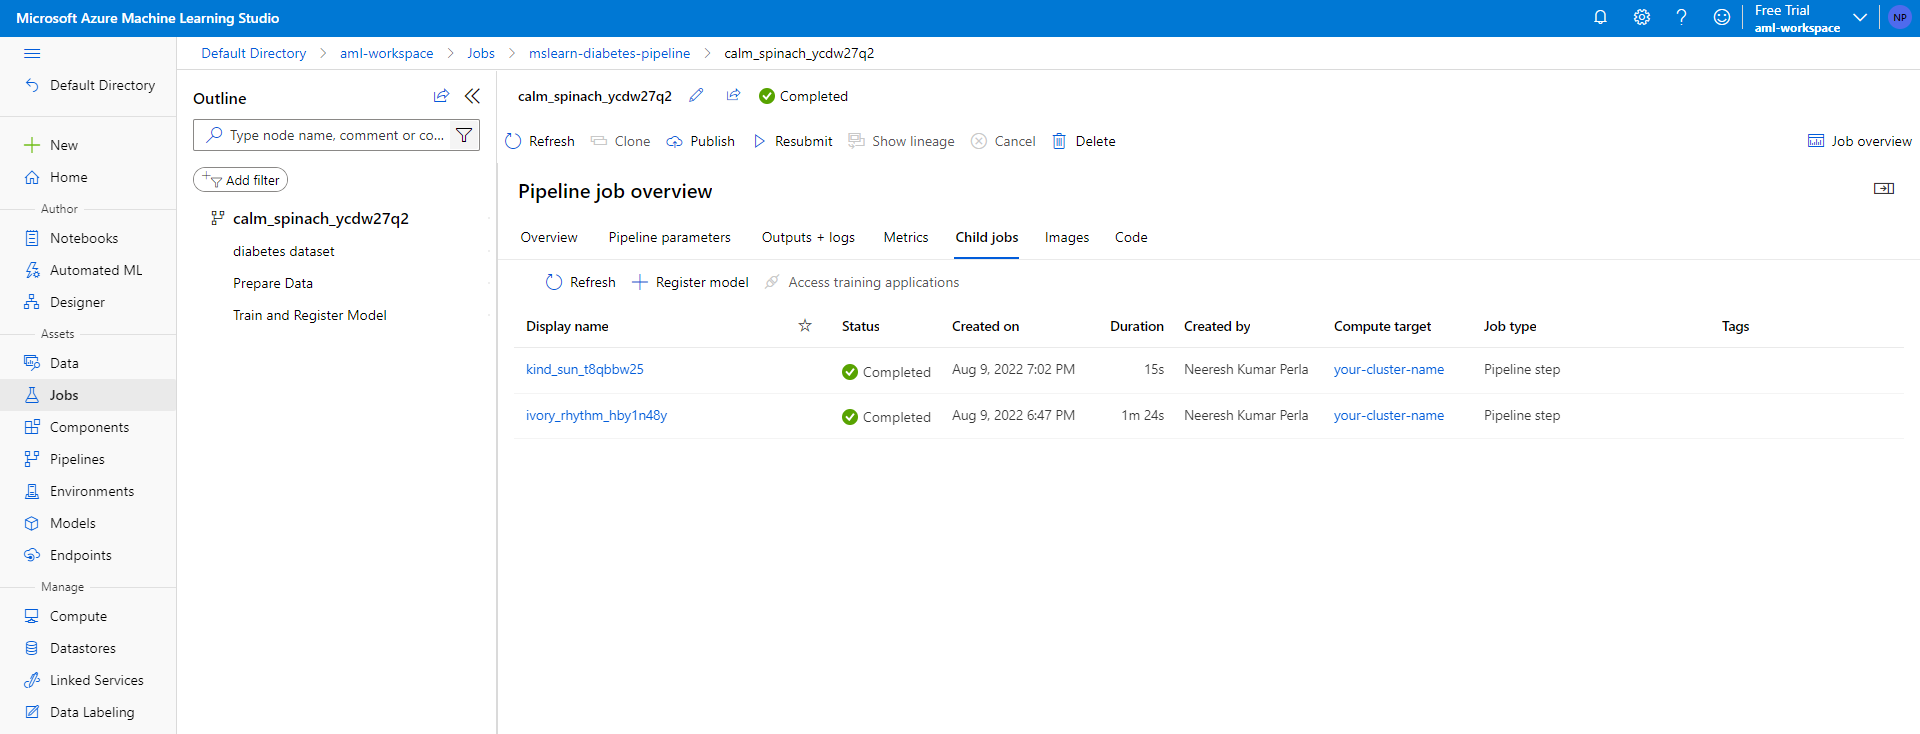 Microsoft Azure Machine Learning Studio
Free Trial
aml-workspace
NP
Default Directory
New
Home
Author
Notebooks
Automated ML
Designer
Assets
Data
Jobs
Components
Pipelines
Environments
Models
Endpoints
Manage
Compute
Datastores
Linked Services
Data Labeling
Default Directory > aml-workspace > Jobs > mslearn-diabetes-pipeline > calm_spinach_ycdw27q2
Outline
Type node name, comment or co...
Add filter
calm_spinach_ycdw27q2
diabetes dataset
Prepare Data
Train and Register Model
calm_spinach_ycdw27q2 Completed
Refresh Clone Publish Resubmit Show lineage Cancel Delete Job overview
Pipeline job overview
Overview Pipeline parameters Outputs + logs Metrics Child jobs Images Code
Refresh Register model Access training applications
Display name Status Created on Duration Created by Compute target Job type Tags
kind_sun_t8qbbw25 Completed Aug 9, 2022 7:02 PM 15s Neeresh Kumar Perla your-cluster-name Pipeline step
ivory_rhythm_hby1n48y Completed Aug 9, 2022 6:47 PM 1m 24s Neeresh Kumar Perla your-cluster-name Pipeline step